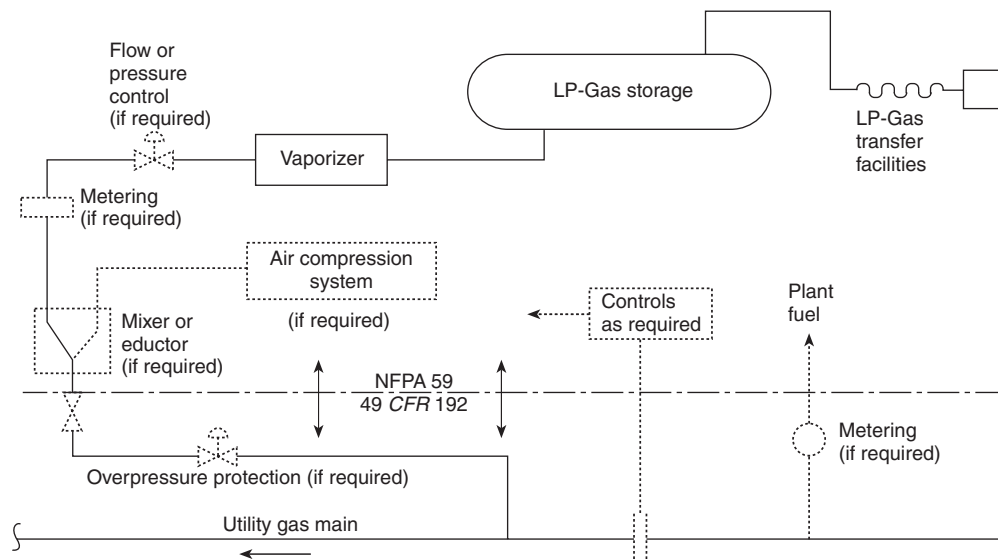 Flow or
pressure
control
(if required)
LP-Gas storage
LP-Gas
transfer
facilities
Vaporizer
Metering
(if required)
Air compression
system
(if required)
Mixer or
eductor
(if required)
Controls
as required
Plant
fuel
NFPA 59
49 CFR 192
Metering
(if required)
Overpressure protection (if required)
Utility gas main